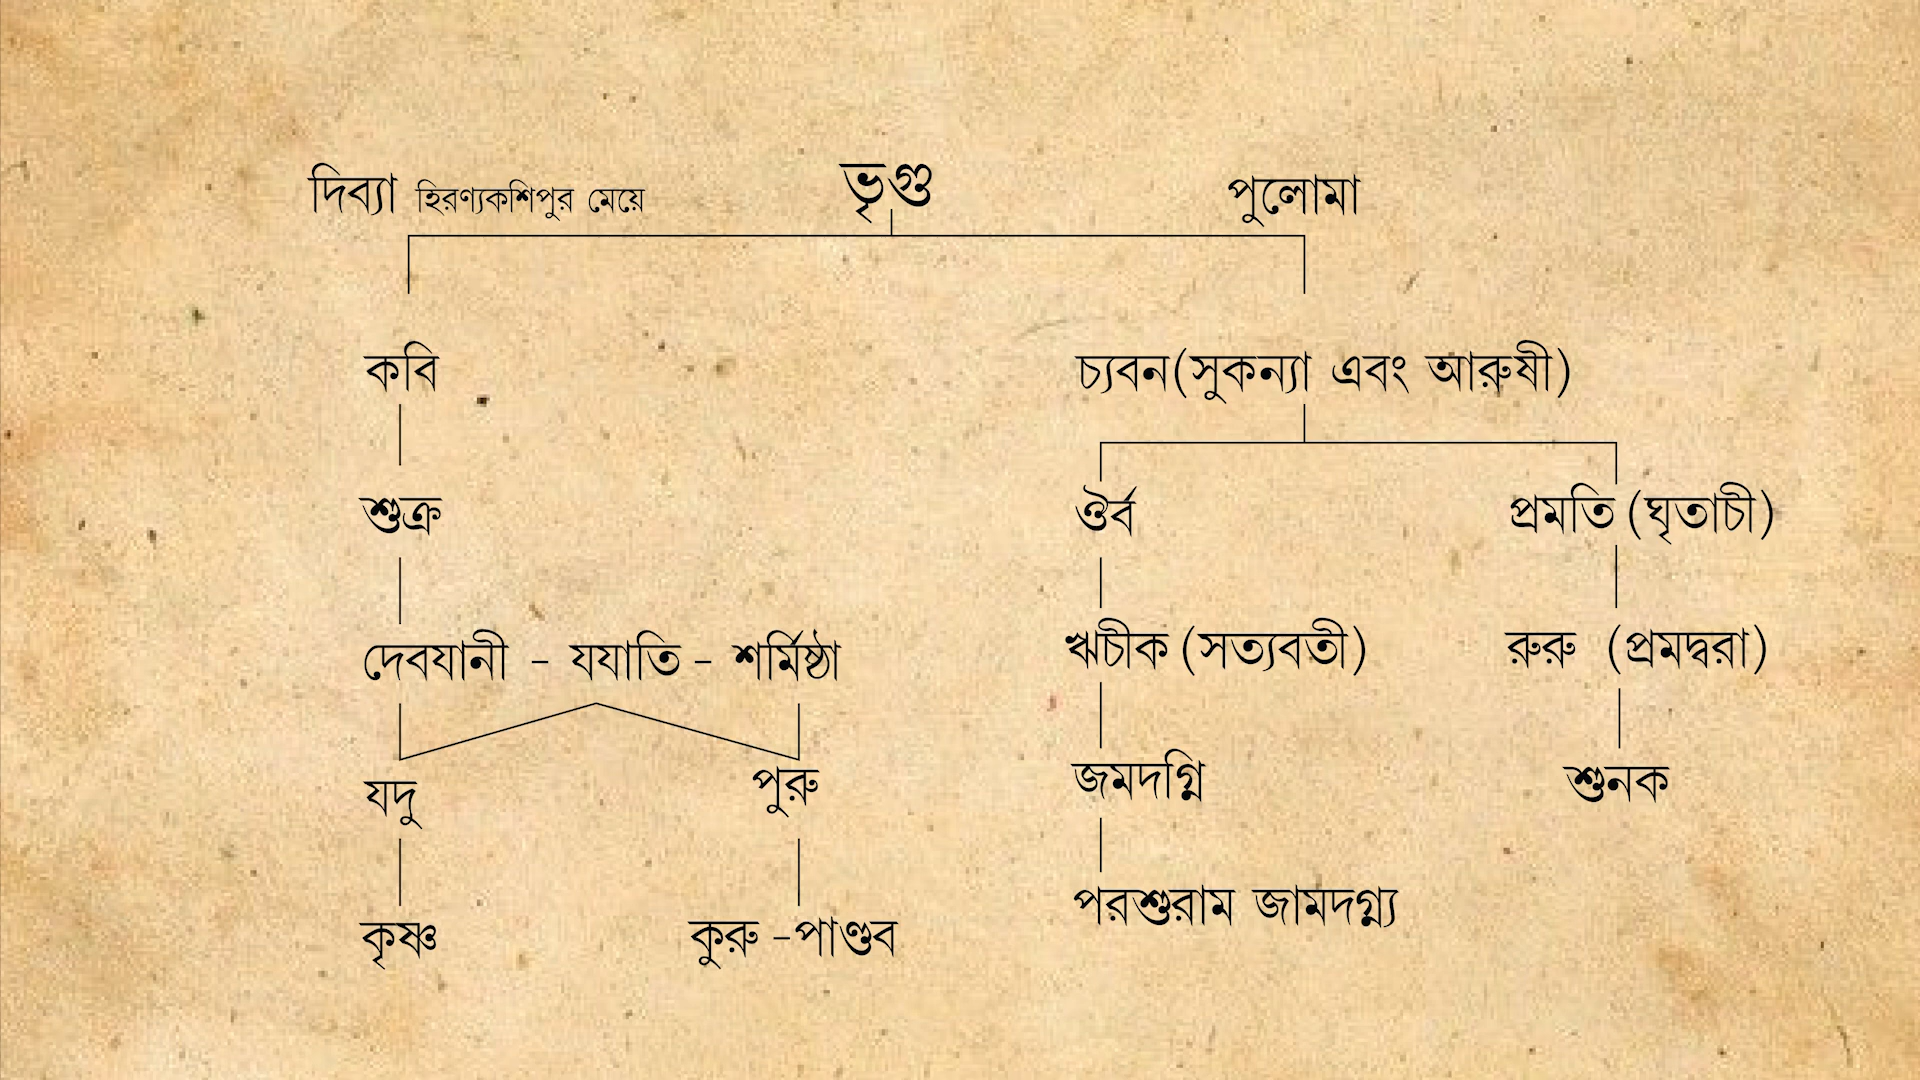 দিব্যা হিরণ্যকশিপুর মেয়ে ভৃগু পুলোমা
কবি চ্যবন(সুকন্যা এবং আরুষী)
শুক্র ঔর্ব প্রমতি (ঘৃতাচী)
দেবযানী - যযাতি - শর্মিষ্ঠা ঋচীক (সত্যবতী) রুরু (প্রমদ্বরা)
যদু পুরু জমদগ্নি শুনক
কৃষ্ণ কুরু -পাণ্ডব পরশুরাম জামদগ্ন্য